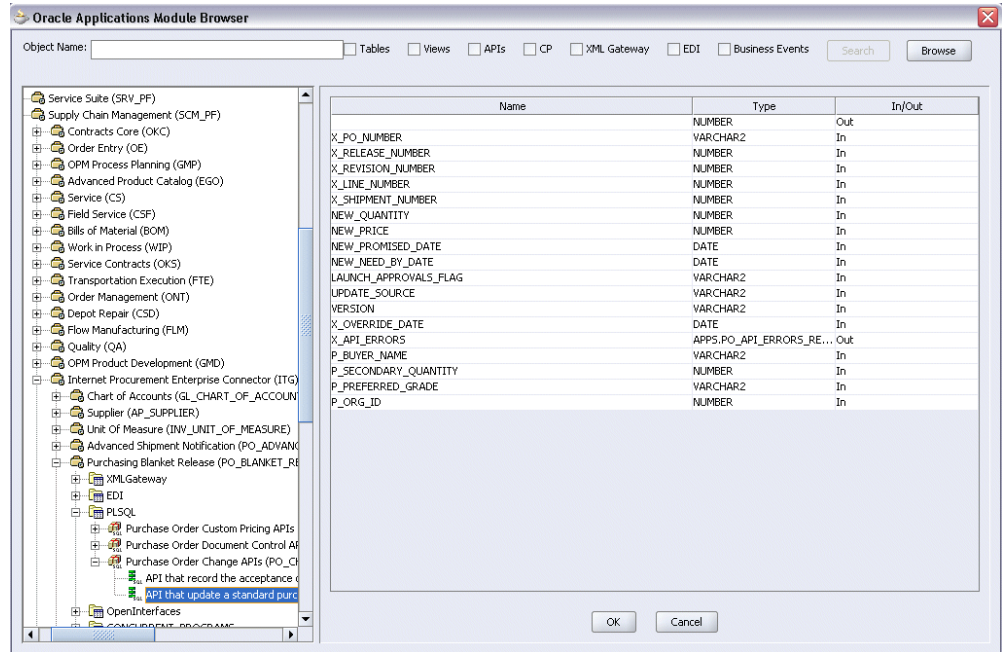 Oracle Applications Module Browser
Object Name: Tables Views APIs CP XML Gateway EDI Business Events Search Browse
Service Suite (SRV_PF)
Supply Chain Management (SCM_PF)
Contracts Core (OKC)
Order Entry (OE)
OPM Process Planning (GMP)
Advanced Product Catalog (EGO)
Service (CS)
Field Service (CSF)
Bills of Material (BOM)
Work in Process (WIP)
Service Contracts (OKS)
Transportation Execution (FTE)
Order Management (ONT)
Depot Repair (CSD)
Flow Manufacturing (FLM)
Quality (QA)
OPM Product Development (GMD)
Internet Procurement Enterprise Connector (ITG)
Chart of Accounts (GL_CHART_OF_ACCOUN
Supplier (AP_SUPPLIER)
Unit Of Measure (INV_UNIT_OF_MEASURE)
Advanced Shipment Notification (PO_ADVANC
Purchasing Blanket Release (PO_BLANKET_RE
XMLGateway
EDI
PLSQL
Purchase Order Custom Pricing APIs
Purchase Order Document Control AP
Purchase Order Change APIs (PO_CH
API that record the acceptance
API that update a standard purc
OpenInterfaces
CONCURRENT_PROGRAMS
Name Type In/Out
NUMBER Out
X_PO_NUMBER VARCHAR2 In
X_RELEASE_NUMBER NUMBER In
X_REVISION_NUMBER NUMBER In
X_LINE_NUMBER NUMBER In
X_SHIPMENT_NUMBER NUMBER In
NEW_QUANTITY NUMBER In
NEW_PRICE NUMBER In
NEW_PROMISED_DATE DATE In
NEW_NEED_BY_DATE DATE In
LAUNCH_APPROVALS_FLAG VARCHAR2 In
UPDATE_SOURCE VARCHAR2 In
VERSION VARCHAR2 In
X_OVERRIDE_DATE DATE In
X_API_ERRORS APPS.PO_API_ERRORS_RE... Out
P_BUYER_NAME VARCHAR2 In
P_SECONDARY_QUANTITY NUMBER In
P_PREFERRED_GRADE VARCHAR2 In
P_ORG_ID NUMBER In
OK Cancel